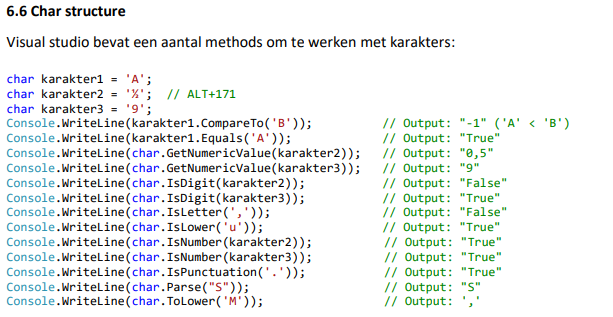 6.6 Char structure
Visual studio bevat een aantal methods om te werken met karakters:
char karakter1 = 'A';
char karakter2 = '½'; // ALT+171
char karakter3 = '9';
Console.WriteLine(karakter1.CompareTo('B')); // Output: "-1" ('A' < 'B')
Console.WriteLine(karakter1.Equals('A')); // Output: "True"
Console.WriteLine(char.GetNumericValue(karakter2)); // Output: "0,5"
Console.WriteLine(char.GetNumericValue(karakter3)); // Output: "9"
Console.WriteLine(char.IsDigit(karakter2)); // Output: "False"
Console.WriteLine(char.IsDigit(karakter3)); // Output: "True"
Console.WriteLine(char.IsLetter(',')); // Output: "False"
Console.WriteLine(char.IsLower('u')); // Output: "True"
Console.WriteLine(char.IsNumber(karakter2)); // Output: "True"
Console.WriteLine(char.IsNumber(karakter3)); // Output: "True"
Console.WriteLine(char.IsPunctuation('.')); // Output: "True"
Console.WriteLine(char.Parse("S")); // Output: "S"
Console.WriteLine(char.ToLower('M')); // Output: ','